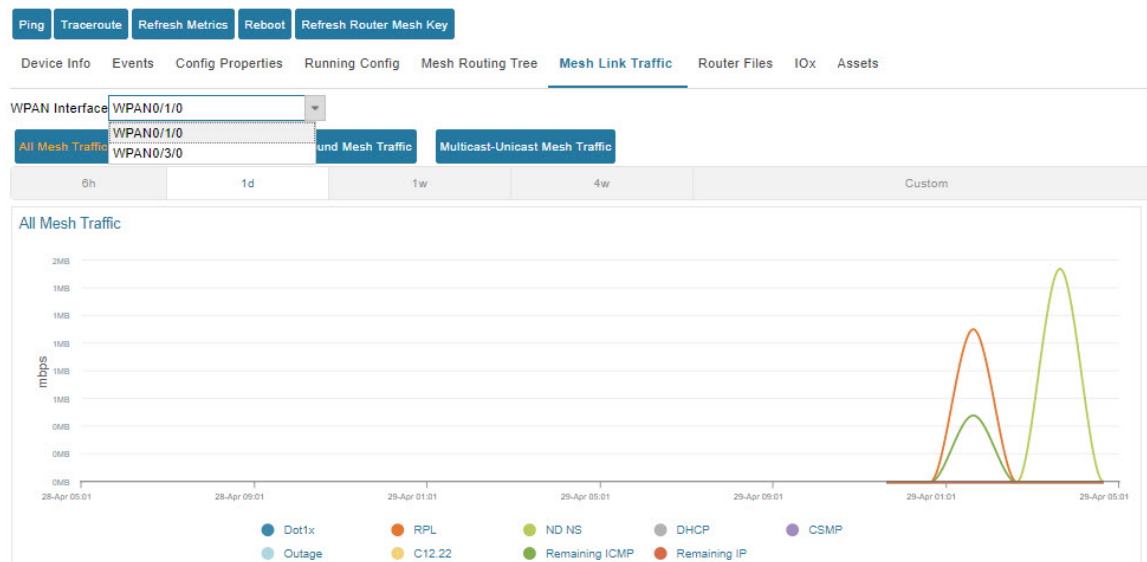 Ping Traceroute Refresh Metrics Reboot Refresh Router Mesh Key
Device Info Events Config Properties Running Config Mesh Routing Tree Mesh Link Traffic Router Files IOx Assets
WPAN Interface WPAN0/1/0
WPAN0/1/0
WPAN0/3/0
All Mesh Traffic und Mesh Traffic Multicast-Unicast Mesh Traffic
6h 1d 1w 4w Custom
All Mesh Traffic
2MB
1MB
1MB
1MB
1MB
1MB
0MB
0MB
0MB
mbps
28-Apr 05:01 28-Apr 09:01 29-Apr 01:01 29-Apr 05:01 29-Apr 09:01 29-Apr 01:01 29-Apr 05:01
Dot1x RPL ND NS DHCP CSMP
Outage C12.22 Remaining ICMP Remaining IP